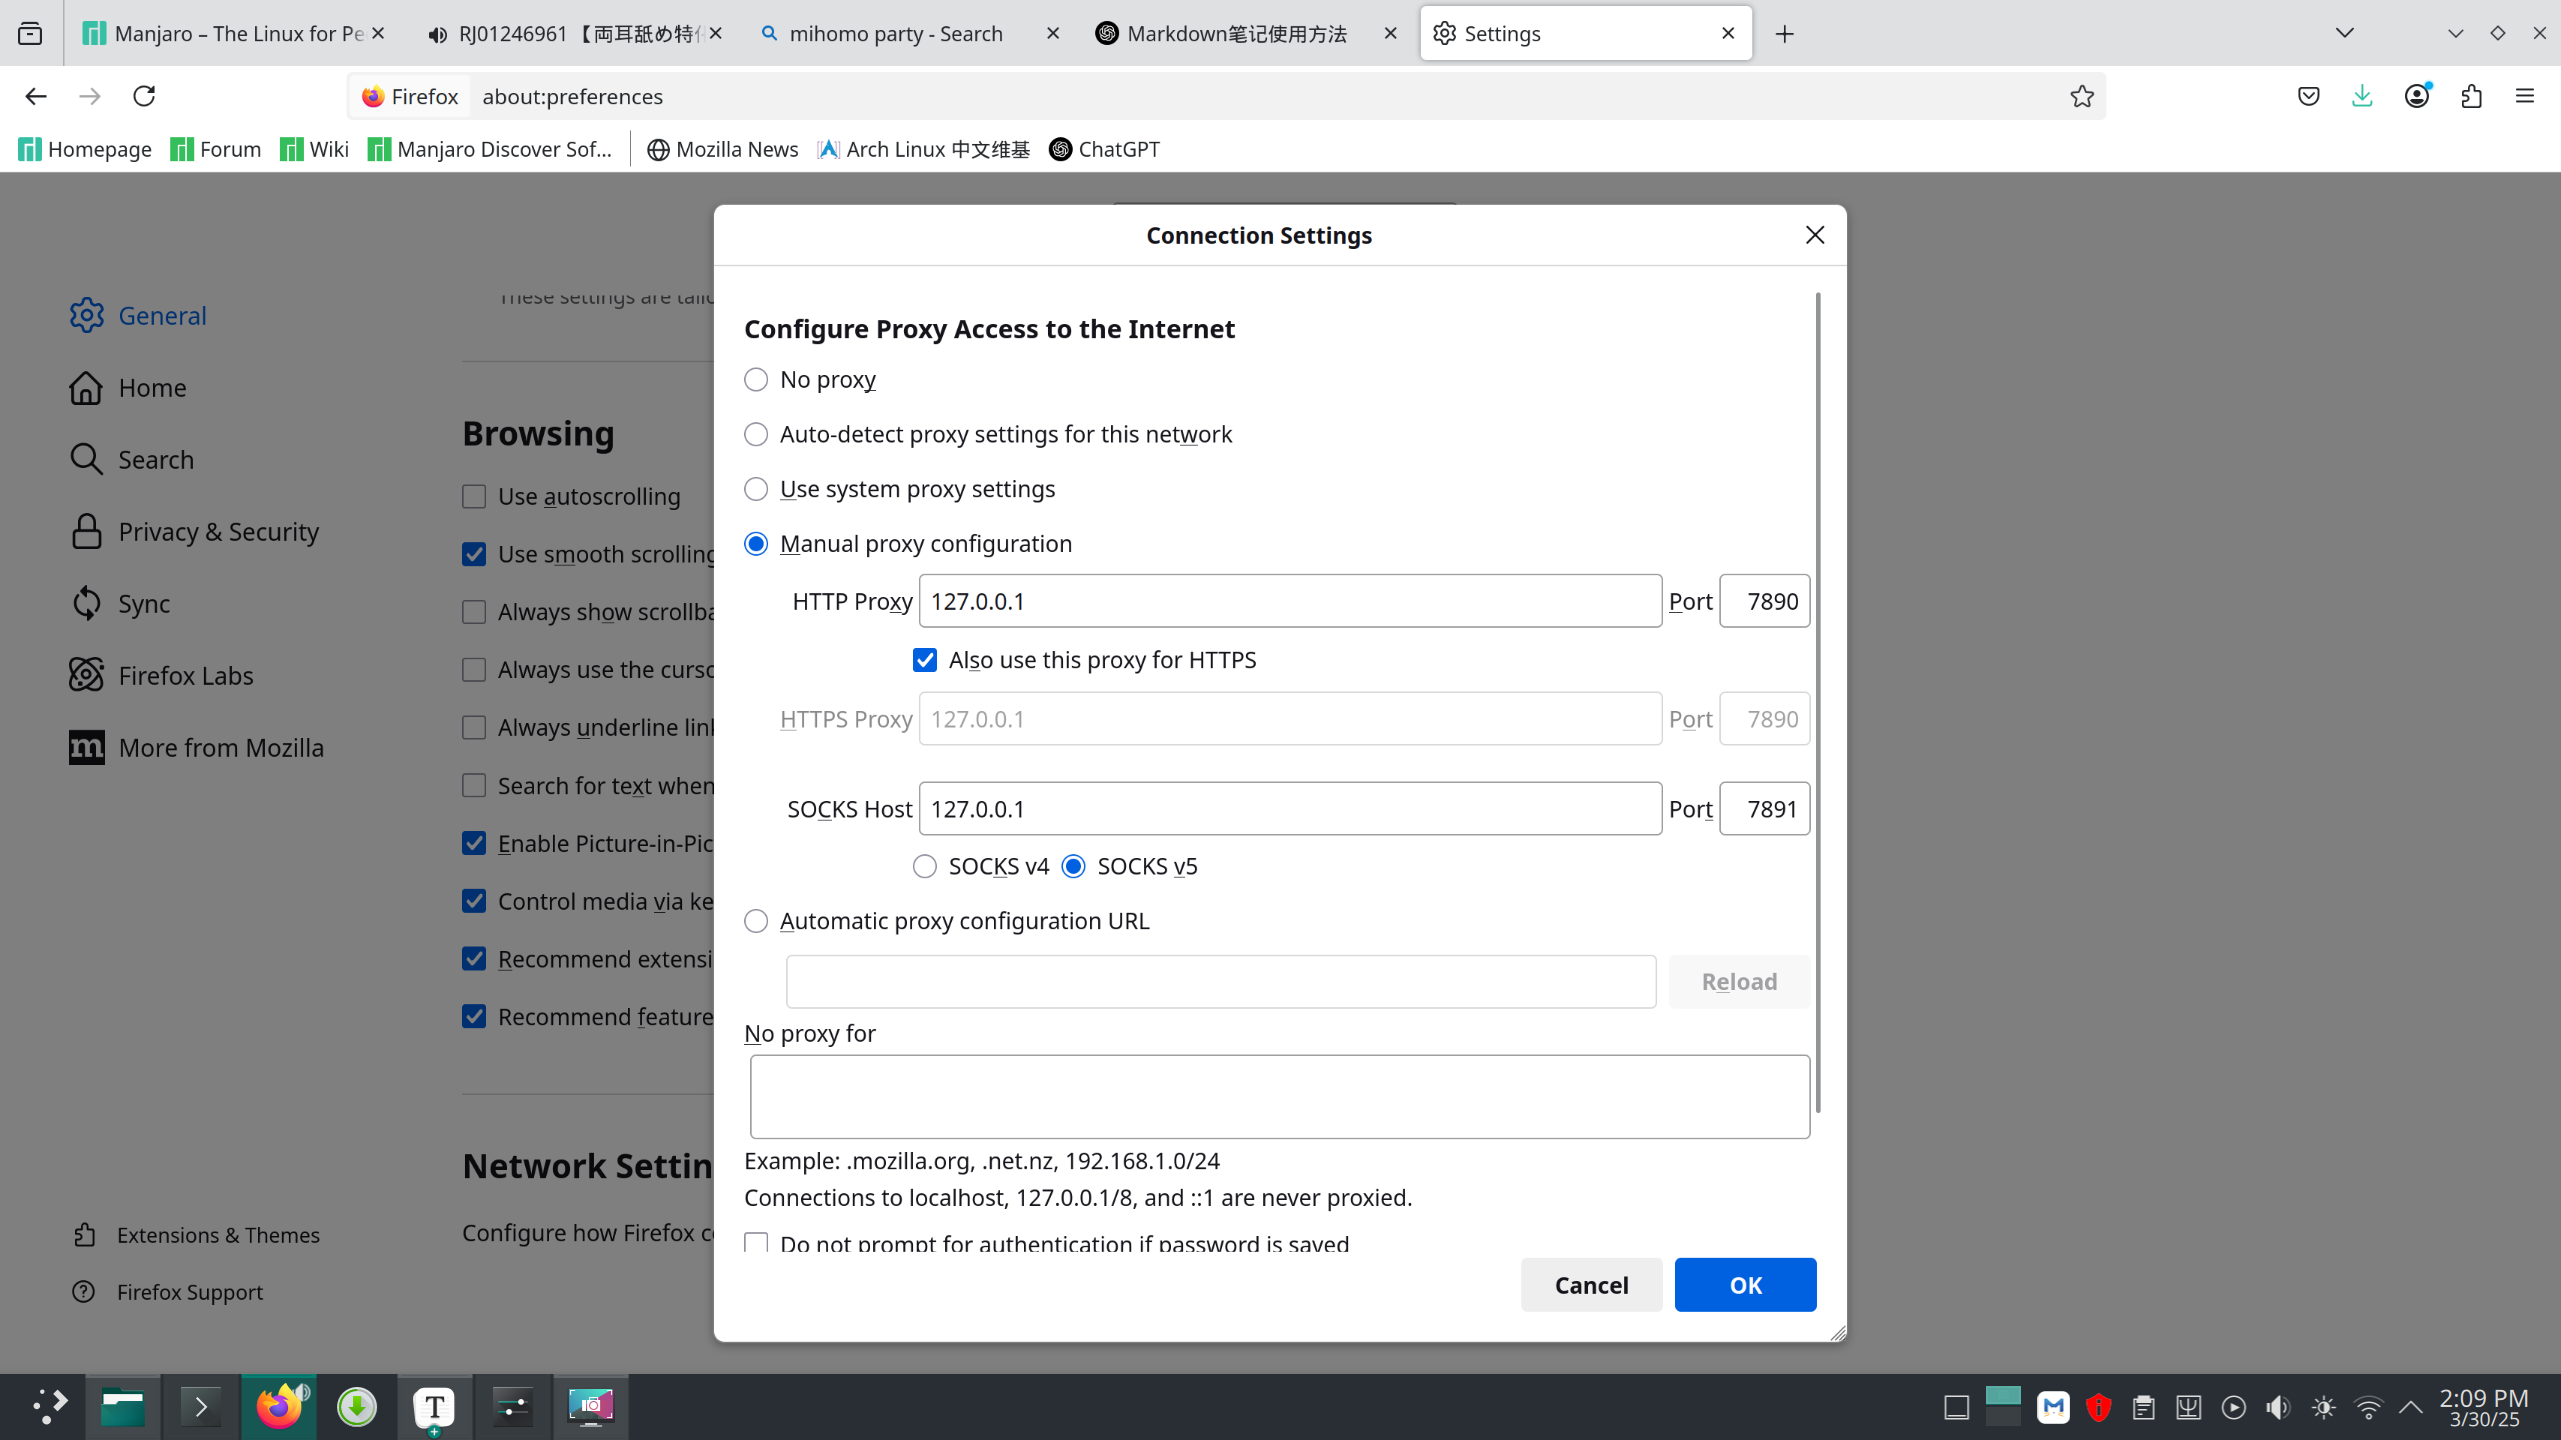 Manjaro – The Linux for Pe
RJ01246961【両耳舐め特化
mihomo party - Search
Markdown笔记使用方法
Settings
Firefox
about:preferences
Homepage
Forum
Wiki
Manjaro Discover Sof...
Mozilla News
Arch Linux 中文维基
ChatGPT
General
Home
Search
Privacy & Security
Sync
Firefox Labs
More from Mozilla
Extensions & Themes
Firefox Support
These settings are tailo
Browsing
Use autoscrolling
Use smooth scrolling
Always show scrollba
Always use the curso
Always underline link
Search for text when
Enable Picture-in-Pic
Control media via ke
Recommend extensi
Recommend feature
Network Settin
Configure how Firefox co
Connection Settings
Configure Proxy Access to the Internet
No proxy
Auto-detect proxy settings for this network
Use system proxy settings
Manual proxy configuration
HTTP Proxy 127.0.0.1 Port 7890
Also use this proxy for HTTPS
HTTPS Proxy 127.0.0.1 Port 7890
SOCKS Host 127.0.0.1 Port 7891
SOCKS v4 SOCKS v5
Automatic proxy configuration URL
Reload
No proxy for
Example: .mozilla.org, .net.nz, 192.168.1.0/24
Connections to localhost, 127.0.0.1/8, and ::1 are never proxied.
Do not prompt for authentication if password is saved
Cancel
OK
2:09 PM
3/30/25